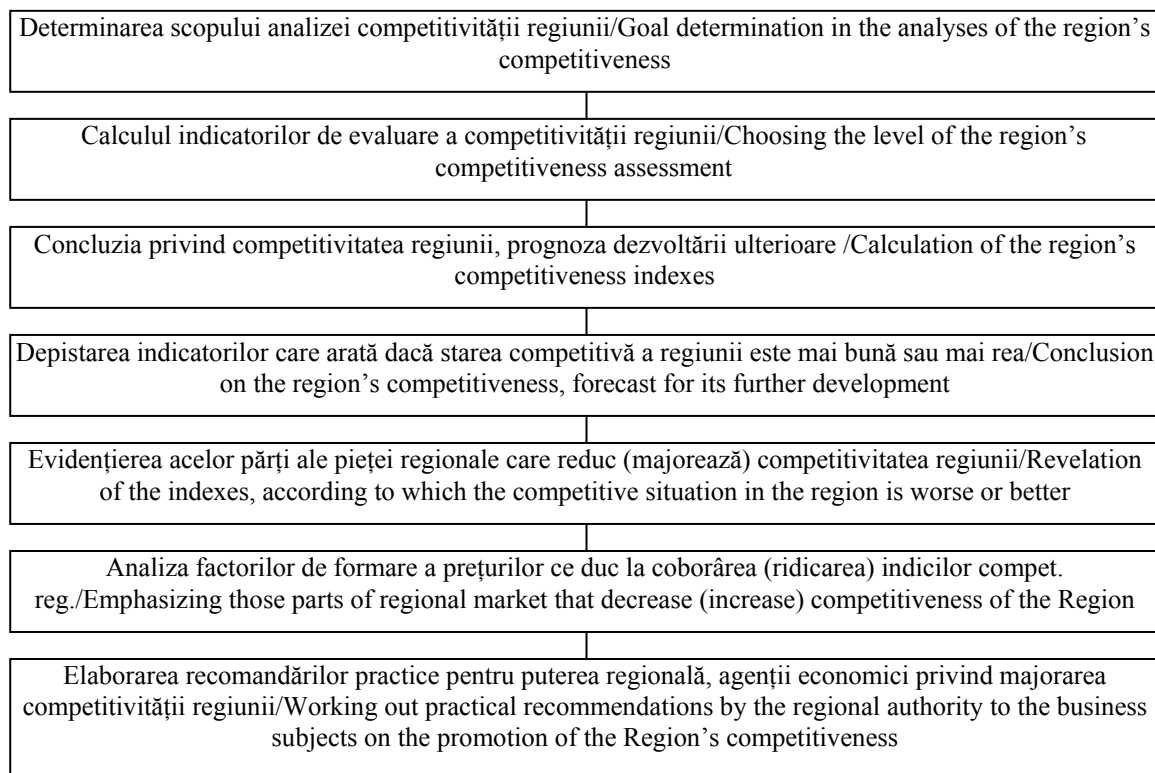 Determinarea scopului analizei competitivității regiunii/Goal determination in the analyses of the region’s
competitiveness
Calculul indicatorilor de evaluare a competitivității regiunii/Choosing the level of the region’s
competitiveness assessment
Concluzia privind competitivitatea regiunii, prognoza dezvoltării ulterioare /Calculation of the region’s
competitiveness indexes
Depistarea indicatorilor care arată dacă starea competitivă a regiunii este mai bună sau mai rea/Conclusion
on the region’s competitiveness, forecast for its further development
Evidențierea acelor părți ale pieței regionale care reduc (majorează) competitivitatea regiunii/Revelation
of the indexes, according to which the competitive situation in the region is worse or better
Analiza factorilor de formare a prețurilor ce duc la coborârea (ridicarea) indicilor compet.
reg./Emphasizing those parts of regional market that decrease (increase) competitiveness of the Region
Elaborarea recomandărilor practice pentru puterea regională, agenții economici privind majorarea
competitivității regiunii/Working out practical recommendations by the regional authority to the business
subjects on the promotion of the Region’s competitiveness